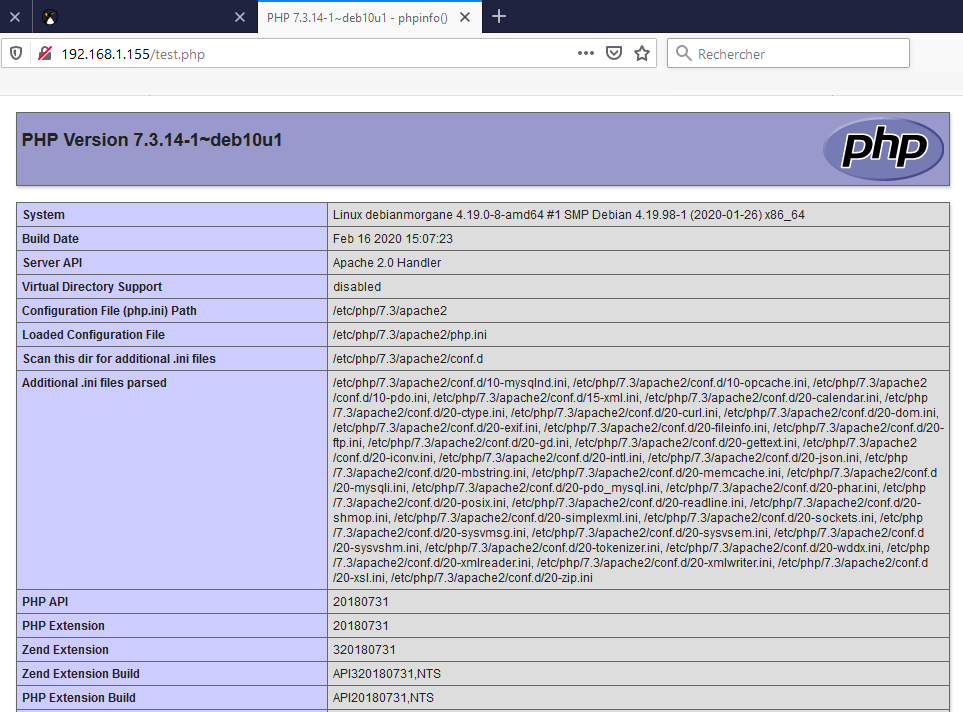 PHP 7.3.14-1~deb10u1 - phpinfo()
192.168.1.155/test.php
Rechercher
PHP Version 7.3.14-1~deb10u1
php
System
Linux debianmorgane 4.19.0-8-amd64 #1 SMP Debian 4.19.98-1 (2020-01-26) x86_64
Build Date
Feb 16 2020 15:07:23
Server API
Apache 2.0 Handler
Virtual Directory Support
disabled
Configuration File (php.ini) Path
/etc/php/7.3/apache2
Loaded Configuration File
/etc/php/7.3/apache2/php.ini
Scan this dir for additional .ini files
/etc/php/7.3/apache2/conf.d
Additional .ini files parsed
/etc/php/7.3/apache2/conf.d/10-mysqlnd.ini, /etc/php/7.3/apache2/conf.d/10-opcache.ini, /etc/php/7.3/apache2
/conf.d/10-pdo.ini, /etc/php/7.3/apache2/conf.d/15-xml.ini, /etc/php/7.3/apache2/conf.d/20-calendar.ini, /etc/php
/7.3/apache2/conf.d/20-ctype.ini, /etc/php/7.3/apache2/conf.d/20-curl.ini, /etc/php/7.3/apache2/conf.d/20-dom.ini,
/etc/php/7.3/apache2/conf.d/20-exif.ini, /etc/php/7.3/apache2/conf.d/20-fileinfo.ini, /etc/php/7.3/apache2/conf.d/20-
ftp.ini, /etc/php/7.3/apache2/conf.d/20-gd.ini, /etc/php/7.3/apache2/conf.d/20-gettext.ini, /etc/php/7.3/apache2
/conf.d/20-iconv.ini, /etc/php/7.3/apache2/conf.d/20-intl.ini, /etc/php/7.3/apache2/conf.d/20-json.ini, /etc/php
/7.3/apache2/conf.d/20-mbstring.ini, /etc/php/7.3/apache2/conf.d/20-memcache.ini, /etc/php/7.3/apache2/conf.d
/20-mysqli.ini, /etc/php/7.3/apache2/conf.d/20-pdo_mysql.ini, /etc/php/7.3/apache2/conf.d/20-phar.ini, /etc/php
/7.3/apache2/conf.d/20-posix.ini, /etc/php/7.3/apache2/conf.d/20-readline.ini, /etc/php/7.3/apache2/conf.d/20-
shmop.ini, /etc/php/7.3/apache2/conf.d/20-simplexml.ini, /etc/php/7.3/apache2/conf.d/20-sockets.ini, /etc/php
/7.3/apache2/conf.d/20-sysvmsg.ini, /etc/php/7.3/apache2/conf.d/20-sysvsem.ini, /etc/php/7.3/apache2/conf.d
/20-sysvshm.ini, /etc/php/7.3/apache2/conf.d/20-tokenizer.ini, /etc/php/7.3/apache2/conf.d/20-wddx.ini, /etc/php
/7.3/apache2/conf.d/20-xmlreader.ini, /etc/php/7.3/apache2/conf.d/20-xmlwriter.ini, /etc/php/7.3/apache2/conf.d
/20-xsl.ini, /etc/php/7.3/apache2/conf.d/20-zip.ini
PHP API
20180731
PHP Extension
20180731
Zend Extension
320180731
Zend Extension Build
API320180731,NTS
PHP Extension Build
API20180731,NTS